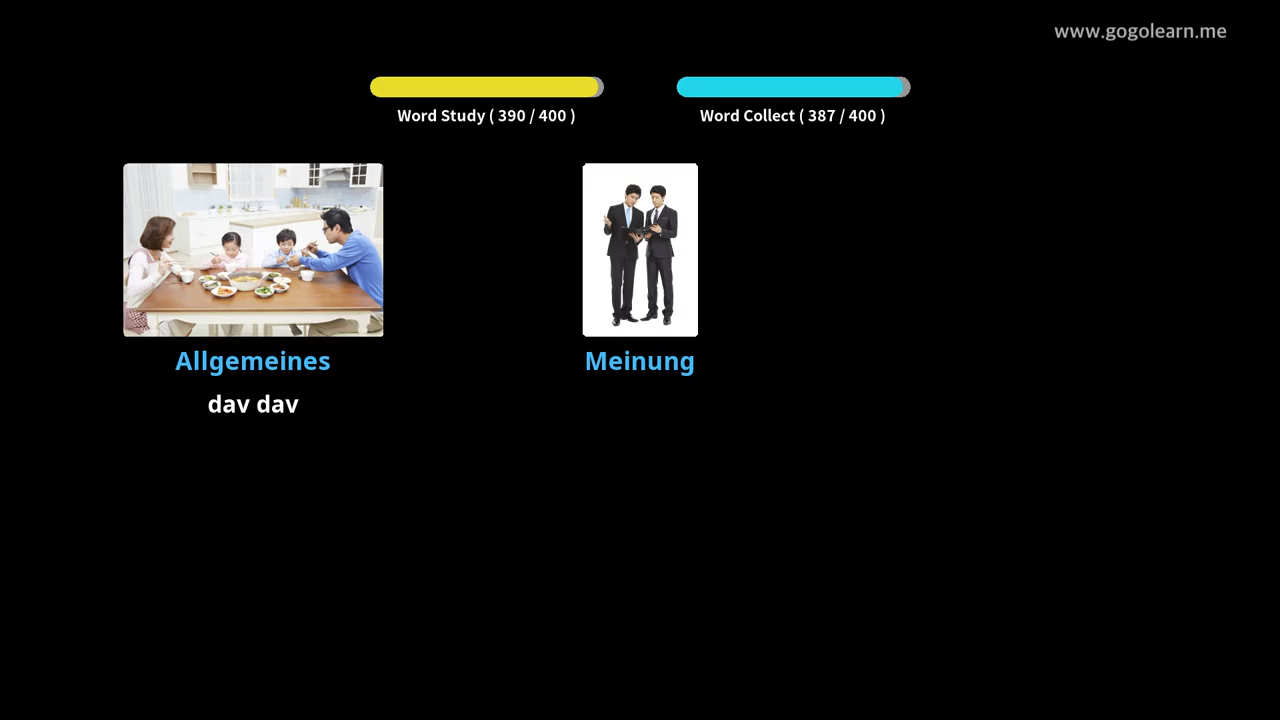 www.gogolearn.me
Word Study ( 390 / 400 )
Word Collect ( 387 / 400 )
Allgemeines
Meinung
dav dav